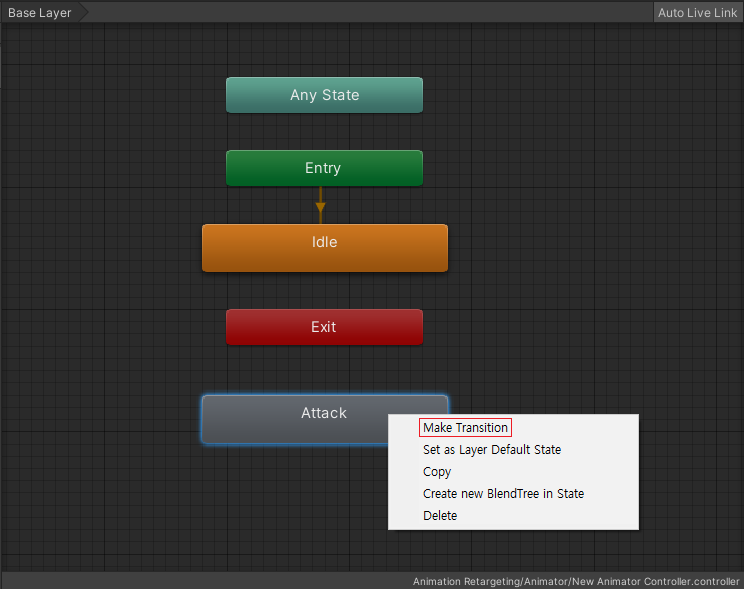 Base Layer
Auto Live Link
Any State
Entry
Idle
Exit
Attack
Make Transition
Set as Layer Default State
Copy
Create new BlendTree in State
Delete
Animation Retargeting/Animator/New Animator Controller.controller